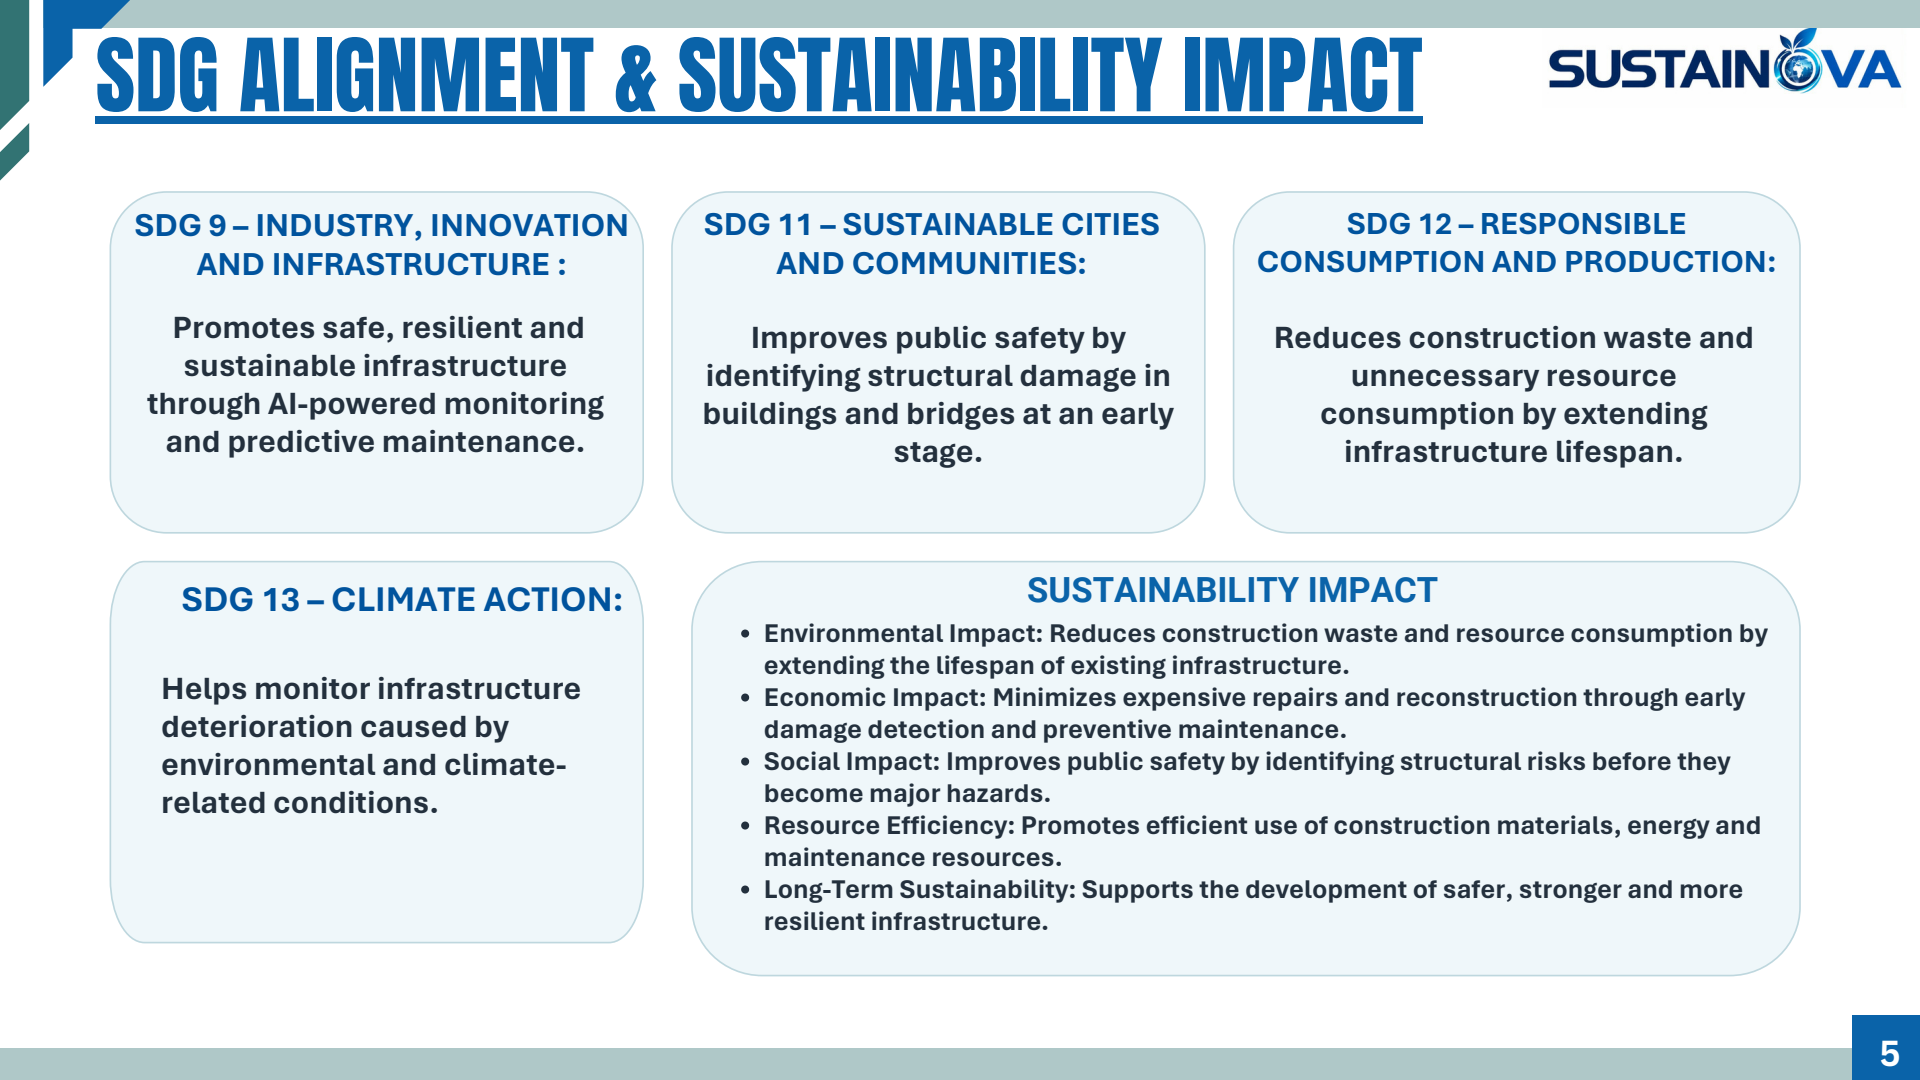 SDG ALIGNMENT & SUSTAINABILITY IMPACT
SUSTAINOVA
SDG 9 – INDUSTRY, INNOVATION
AND INFRASTRUCTURE :
Promotes safe, resilient and
sustainable infrastructure
through AI-powered monitoring
and predictive maintenance.
SDG 11 – SUSTAINABLE CITIES
AND COMMUNITIES:
Improves public safety by
identifying structural damage in
buildings and bridges at an early
stage.
SDG 12 – RESPONSIBLE
CONSUMPTION AND PRODUCTION:
Reduces construction waste and
unnecessary resource
consumption by extending
infrastructure lifespan.
SDG 13 – CLIMATE ACTION:
Helps monitor infrastructure
deterioration caused by
environmental and climate-
related conditions.
SUSTAINABILITY IMPACT
• Environmental Impact: Reduces construction waste and resource consumption by
extending the lifespan of existing infrastructure.
• Economic Impact: Minimizes expensive repairs and reconstruction through early
damage detection and preventive maintenance.
• Social Impact: Improves public safety by identifying structural risks before they
become major hazards.
• Resource Efficiency: Promotes efficient use of construction materials, energy and
maintenance resources.
• Long-Term Sustainability: Supports the development of safer, stronger and more
resilient infrastructure.
5